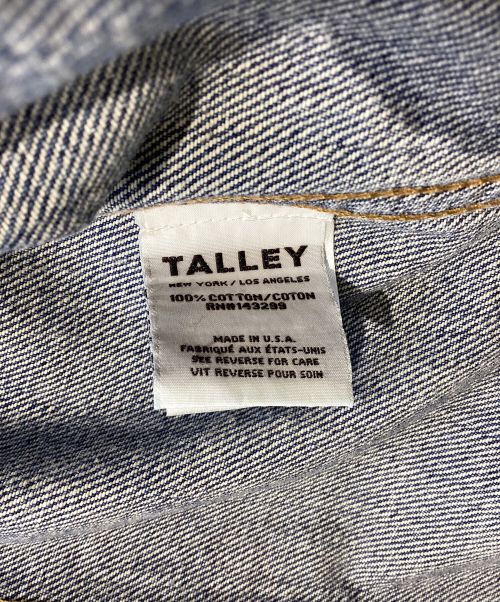 TALLEY
NEW YORK / LOS ANGELES
100% COTTON/COTON
RN#143299
MADE IN U.S.A.
FABRIQUÉ AUX ÉTATS-UNIS
SEE REVERSE FOR CARE
VIT REVERSE POUR SOIN